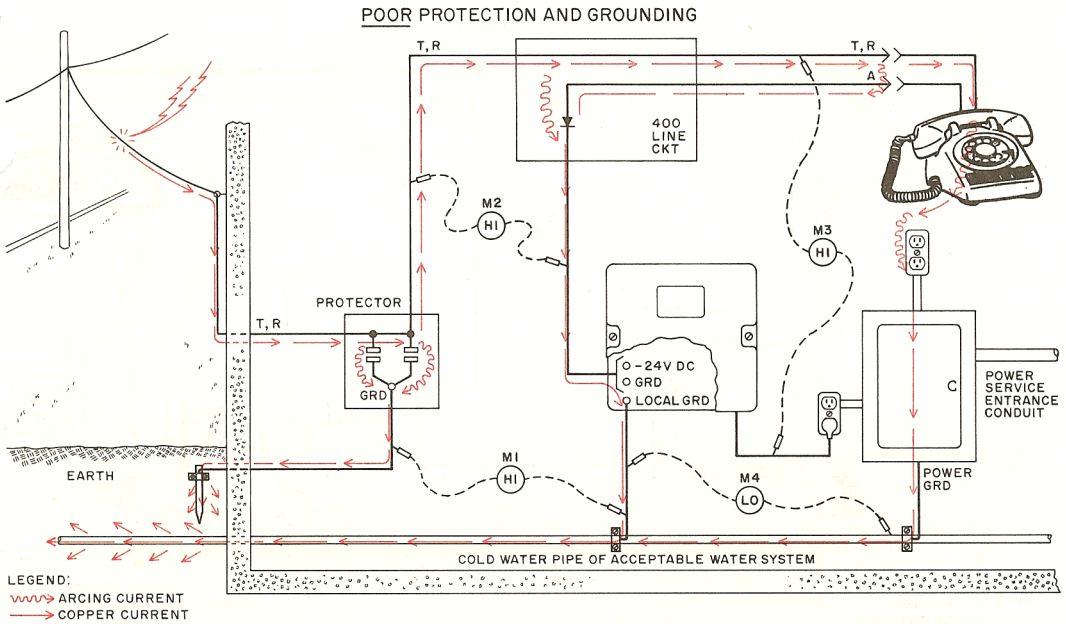 POOR PROTECTION AND GROUNDING
T, R
T, R
A
400
LINE
CKT
M2
HI
M3
HI
PROTECTOR
T, R
GRD
-24V DC
GRD
LOCAL GRD
C
POWER
SERVICE
ENTRANCE
CONDUIT
EARTH
M1
HI
M4
LO
POWER
GRD
COLD WATER PIPE OF ACCEPTABLE WATER SYSTEM
LEGEND:
ARCING CURRENT
COPPER CURRENT